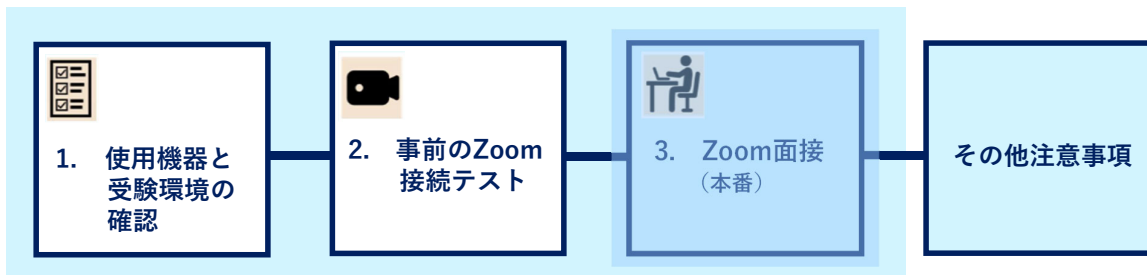 1. 使用機器と
受験環境の
確認
2. 事前のZoom
接続テスト
3. Zoom面接
（本番）
その他注意事項